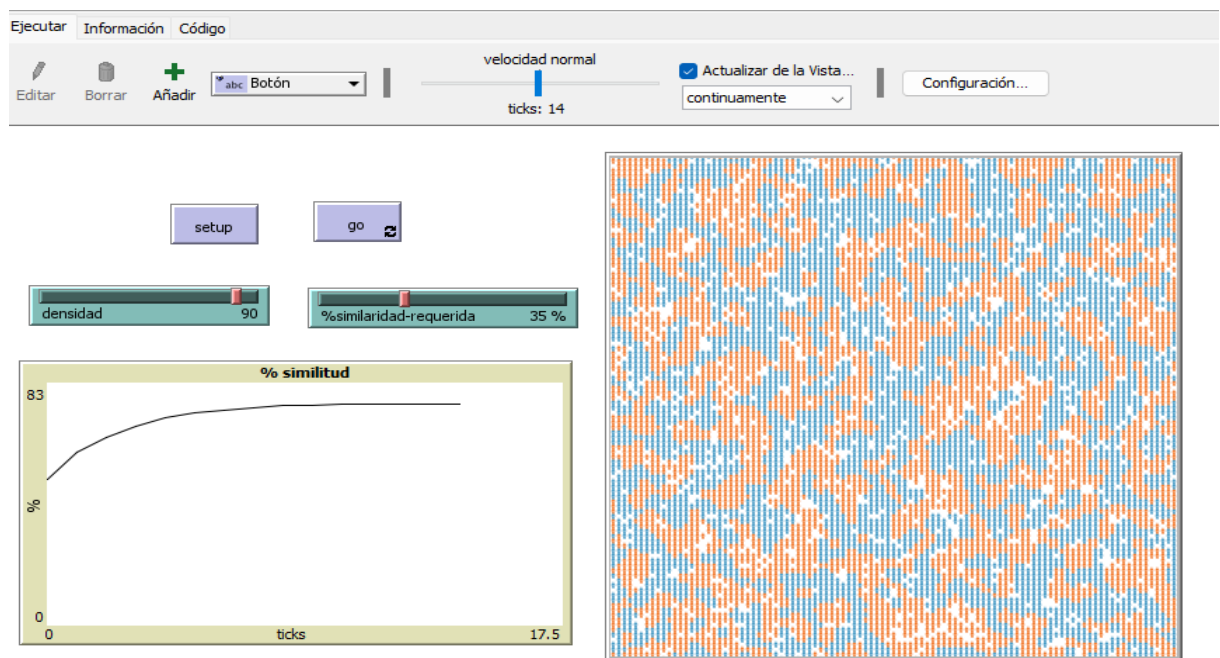 Ejecutar Información Código
velocidad normal
Editar Borrar Añadir abc Botón
ticks: 14
Actualizar de la Vista...
continuamente
Configuración...
setup go
densidad 90
%similaridad-requerida 35 %
% similitud
83
%
0
0 ticks 17.5